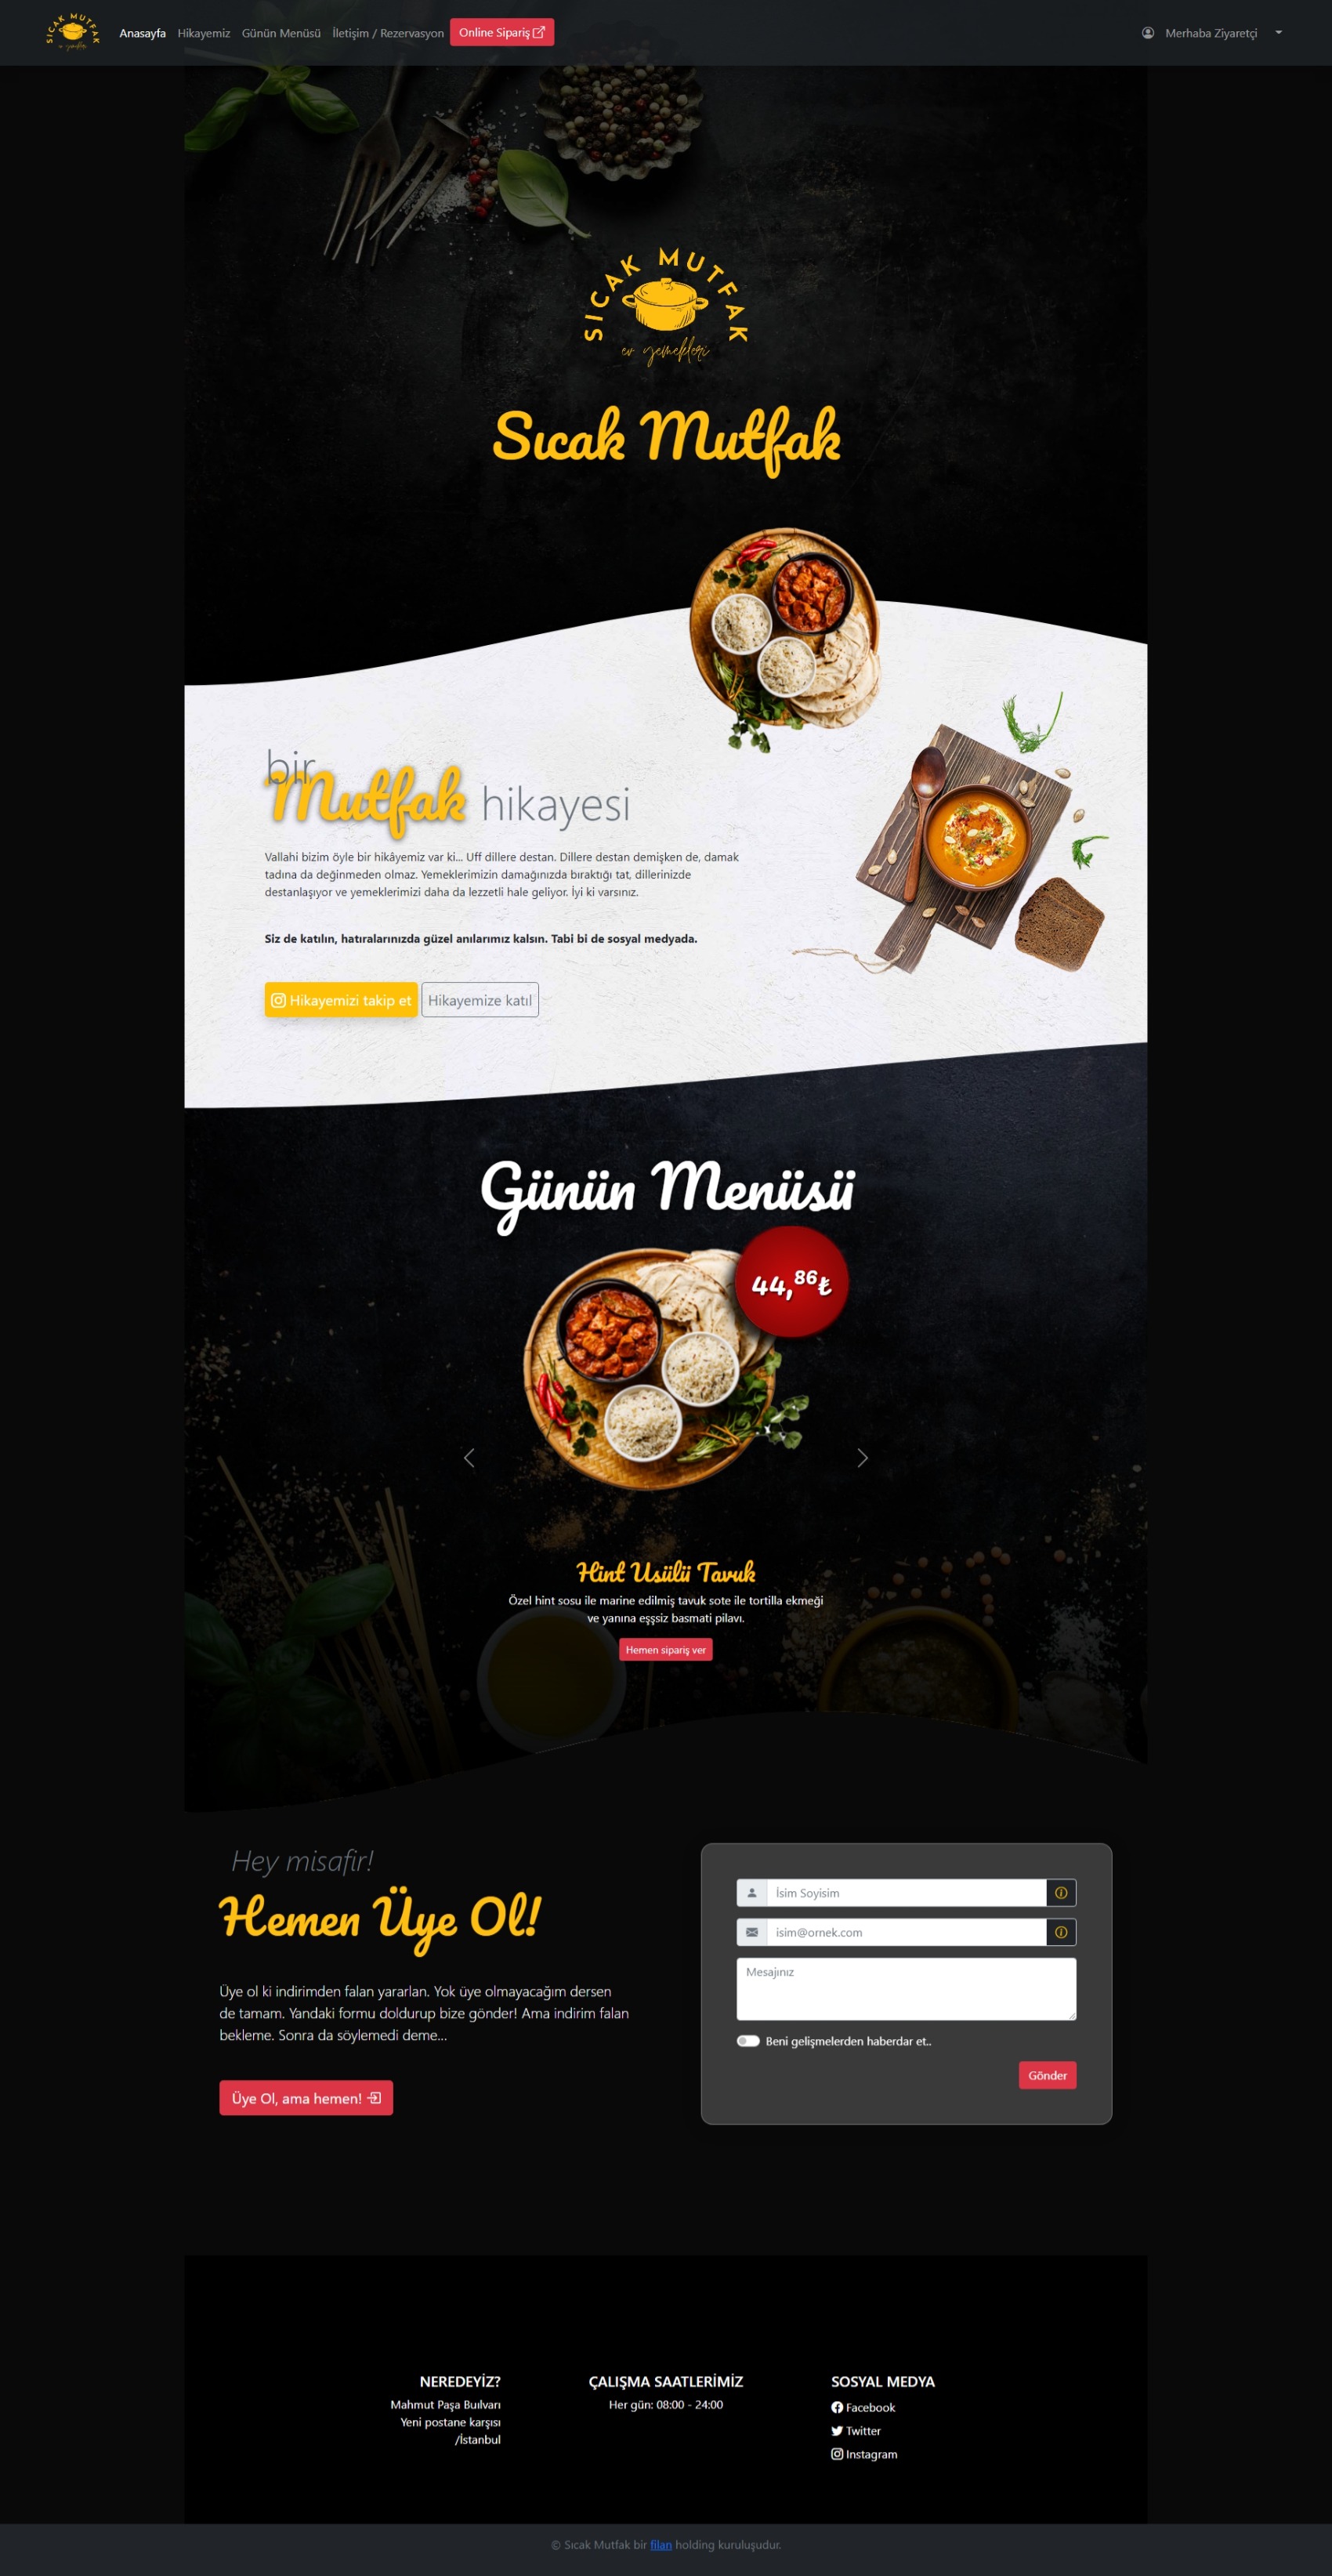 SICAK MUTFAK
ev yemekleri
Anasayfa
Hikayemiz
Günün Menüsü
İletişim / Rezervasyon
Online Sipariş
Merhaba Ziyaretçi
SICAK MUTFAK
ev yemekleri
Sıcak Mutfak
bir
Mutfak hikayesi
Vallahi bizim öyle bir hikâyemiz var ki... Uff dillere destan. Dillere destan demişken de, damak
tadına da değinmeden olmaz. Yemeklerimizin damağınızda bıraktığı tat, dillerinizde
destanlaşıyor ve yemeklerimizi daha da lezzetli hale geliyor. İyi ki varsınız.
Siz de katılın, hatıralarınızda güzel anılarımız kalsın. Tabi bi de sosyal medyada.
Hikayemizi takip et
Hikayemize katıl
Günün Menüsü
44,86₺
Hint Usülü Tavuk
Özel hint sosu ile marine edilmiş tavuk sote ile tortilla ekmeği
ve yanına eşşsiz basmati pilavı.
Hemen sipariş ver
Hey misafir!
Hemen Üye Ol!
Üye ol ki indirimden falan yararlan. Yok üye olmayacağım dersen
de tamam. Yandaki formu doldurup bize gönder! Ama indirim falan
bekleme. Sonra da söylemedi deme...
Üye Ol, ama hemen!
İsim Soyisim
isim@ornek.com
Mesajınız
Beni gelişmelerden haberdar et..
Gönder
NEREDEYİZ?
Mahmut Paşa Buılvarı
Yeni postane karşısı
/İstanbul
ÇALIŞMA SAATLERİMİZ
Her gün: 08:00 - 24:00
SOSYAL MEDYA
Facebook
Twitter
Instagram
© Sıcak Mutfak bir filan holding kuruluşudur.